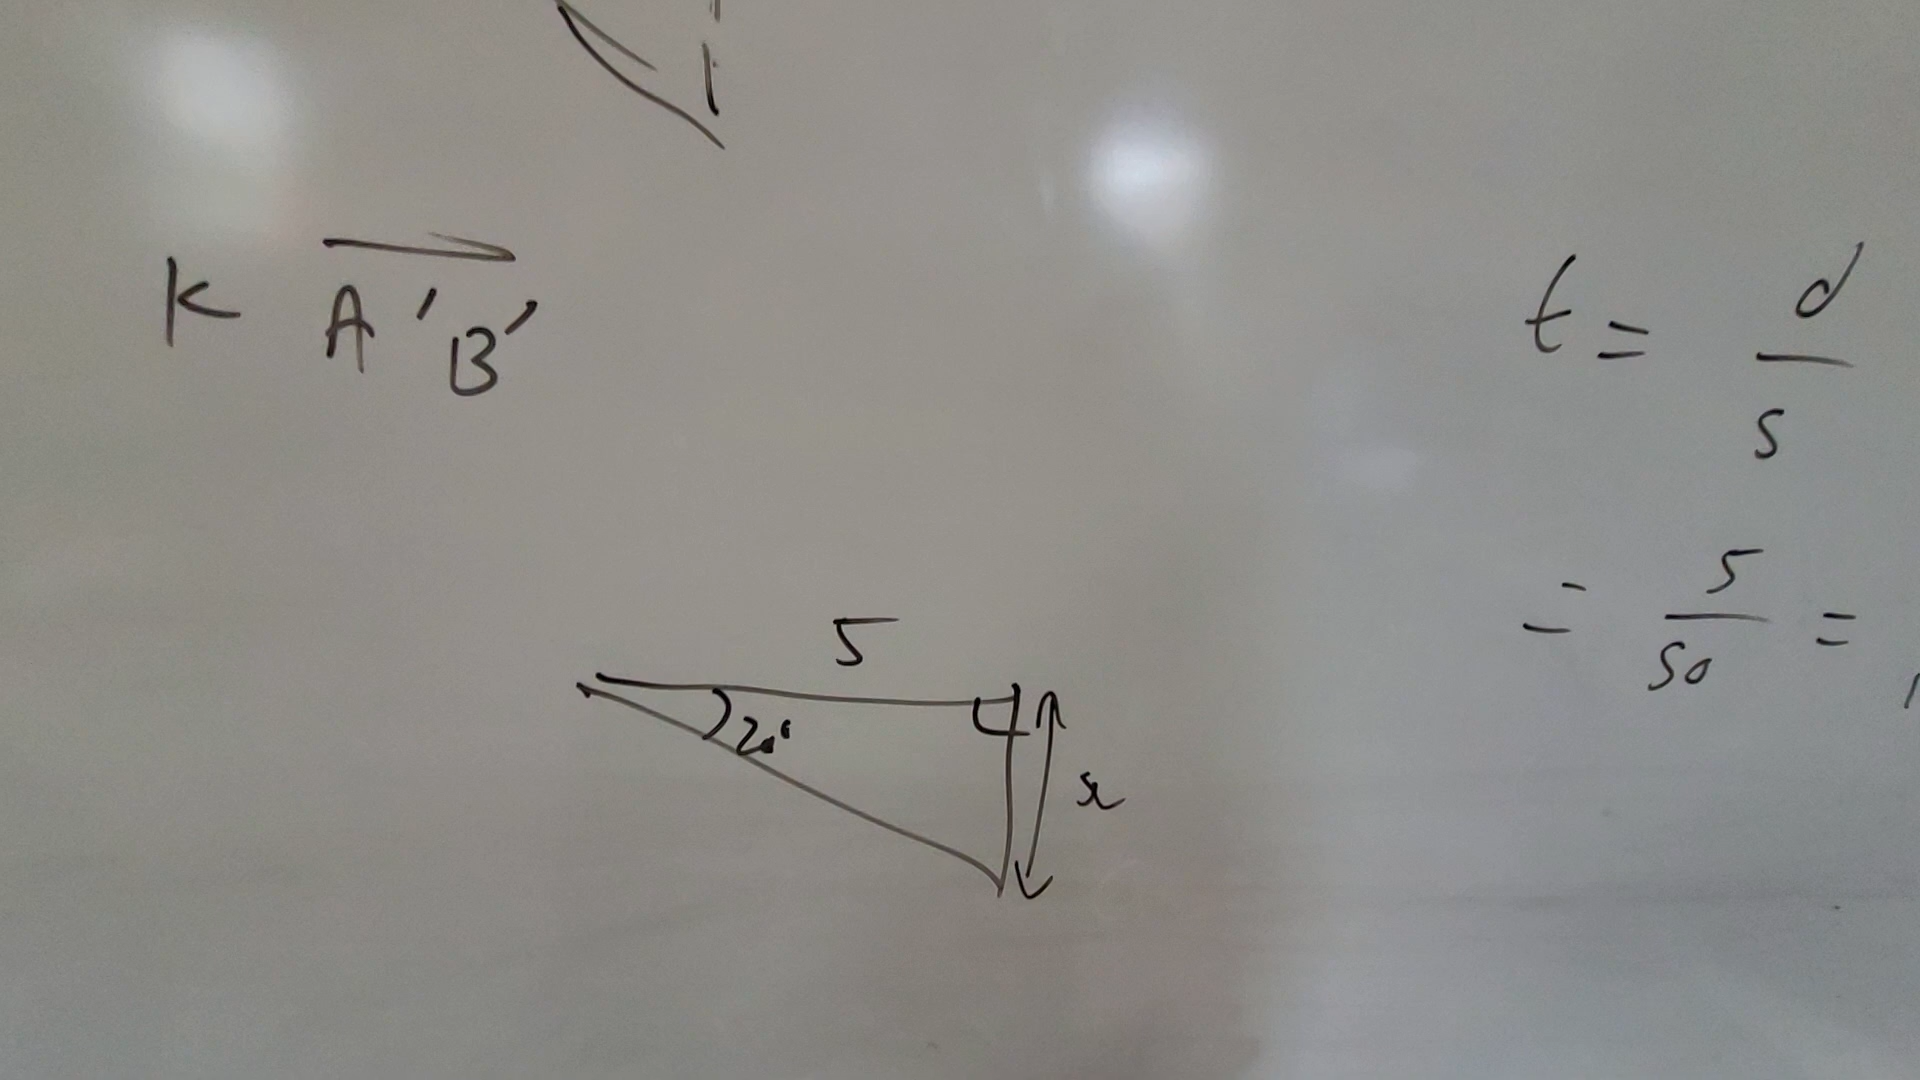 K A'B'
t = d/s
= 5/50 =
5
20°
x